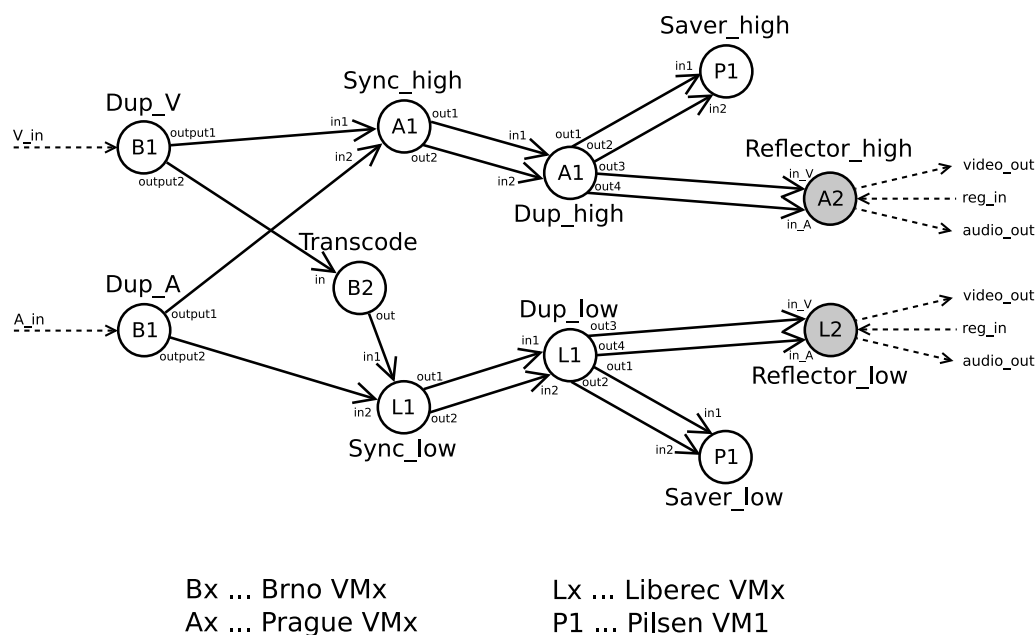 Saver_high
P1
in1
in2
Sync_high
A1
in1
in2
out1
out2
Dup_V
V_in
B1
output1
output2
in1
in2
A1
out1
out2
out3
out4
Dup_high
Reflector_high
in_V
in_A
A2
video_out
reg_in
audio_out
Transcode
in
B2
out
Dup_A
A_in
B1
output1
output2
Dup_low
in1
in2
L1
out3
out4
out1
out2
in_V
in_A
L2
Reflector_low
video_out
reg_in
audio_out
in1
in2
L1
out1
out2
Sync_low
in1
in2
P1
Saver_low
Bx ... Brno VMx
Lx ... Liberec VMx
Ax ... Prague VMx
P1 ... Pilsen VM1